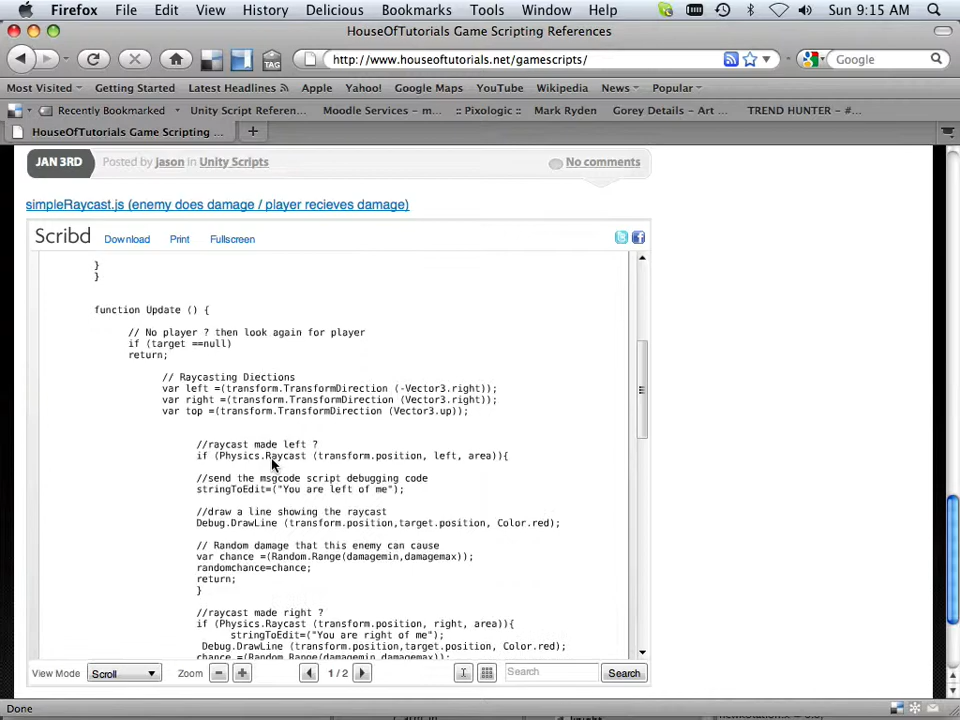 Firefox File Edit View History Delicious Bookmarks Tools Window Help Sun 9:15 AM
HouseOfTutorials Game Scripting References
http://www.houseoftutorials.net/gamescripts/
Google
Most Visited Getting Started Latest Headlines Apple Yahoo! Google Maps YouTube Wikipedia News Popular
Recently Bookmarked Unity Script Referen... Moodle Services – m... :: Pixologic :: Mark Ryden Gorey Details – Art ... TREND HUNTER – #...
HouseOfTutorials Game Scripting ...
JAN 3RD Posted by Jason in Unity Scripts No comments
simpleRaycast.js (enemy does damage / player recieves damage)
Scribd Download Print Fullscreen
}
}
function Update () {
// No player ? then look again for player
if (target ==null)
return;
// Raycasting Diections
var left =(transform.TransformDirection (-Vector3.right));
var right =(transform.TransformDirection (Vector3.right));
var top =(transform.TransformDirection (Vector3.up));
//raycast made left ?
if (Physics.Raycast (transform.position, left, area)){
//send the msgcode script debugging code
stringToEdit=("You are left of me");
//draw a line showing the raycast
Debug.DrawLine (transform.position,target.position, Color.red);
// Random damage that this enemy can cause
var chance =(Random.Range(damagemin,damagemax));
randomchance=chance;
return;
}
//raycast made right ?
if (Physics.Raycast (transform.position, right, area)){
stringToEdit=("You are right of me");
Debug.DrawLine (transform.position,target.position, Color.red);
chance =(Random.Range(damagemin,damagemax));
View Mode Scroll Zoom 1 / 2 Search Search
Done